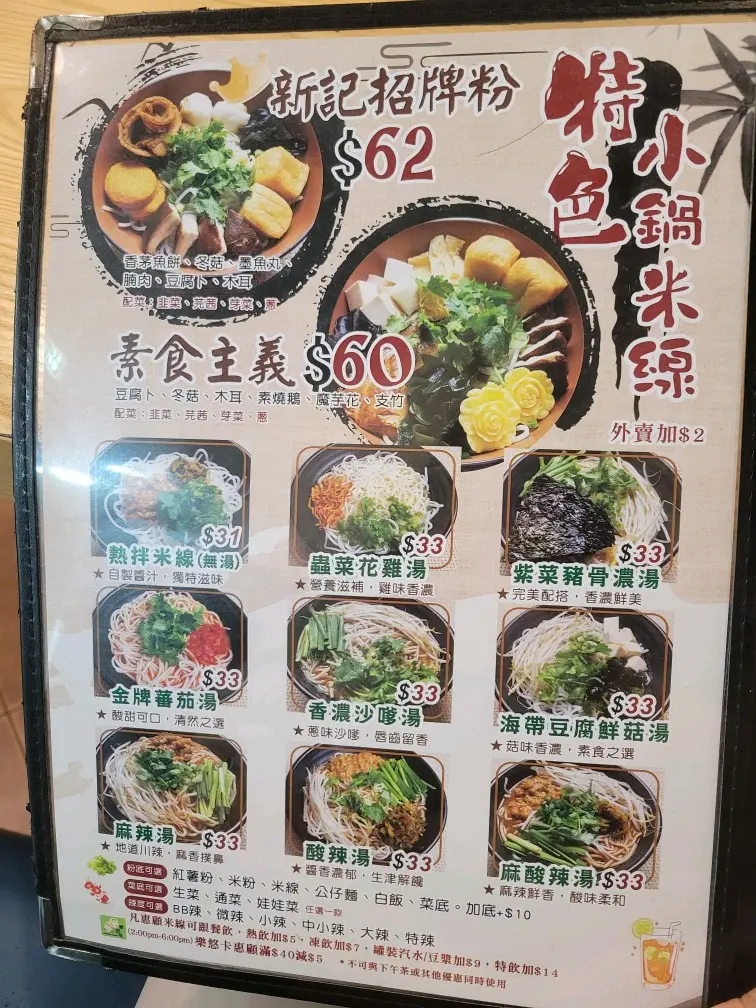 特色
小鍋米線
外賣加$2
新記招牌粉
$62
香茅魚餅、冬菇、墨魚丸、
腩肉、豆腐卜、木耳
配菜：韭菜、芫茜、芽菜、蔥
素食主義 $60
豆腐卜、冬菇、木耳、素燒鵝、魔芋花、支竹
配菜：韭菜、芫茜、芽菜、蔥
$31
熱拌米線(無湯)
★自製醬汁，獨特滋味
$33
蟲菜花雞湯
★營養滋補，雞味香濃
$33
紫菜豬骨濃湯
★完美配搭，香濃鮮美
$33
金牌蕃茄湯
★酸甜可口，清然之選
$33
香濃沙嗲湯
★蔥味沙嗲，唇齒留香
$33
海帶豆腐鮮菇湯
★菇味香濃，素食之選
麻辣湯 $33
★地道川辣，麻香撲鼻
酸辣湯 $33
★醬香濃郁，生津解饞
麻酸辣湯 $33
★麻辣鮮香，酸味柔和
粉底可選 紅薯粉、米粉、米線、公仔麵、白飯、菜底。加底+$10
菜底可選 生菜、通菜、娃娃菜 任選一款
辣度可選 BB辣、微辣、小辣、中小辣、大辣、特辣
凡惠顧米線可跟餐飲，熱飲加$5，凍飲加$7，罐裝汽水/豆漿加$9，特飲加$14
(2:00pm-6:00pm) 樂悠卡惠顧滿$40減$5 *不可與下午茶或其他優惠同時使用